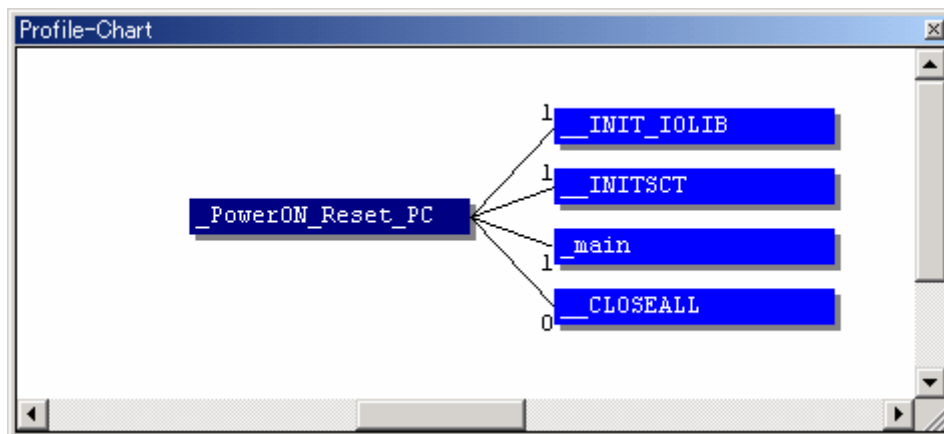 Profile-Chart
1
__INIT_IOLIB
1
__INITSCT
_PowerON_Reset_PC
_main
1
__CLOSEALL
0